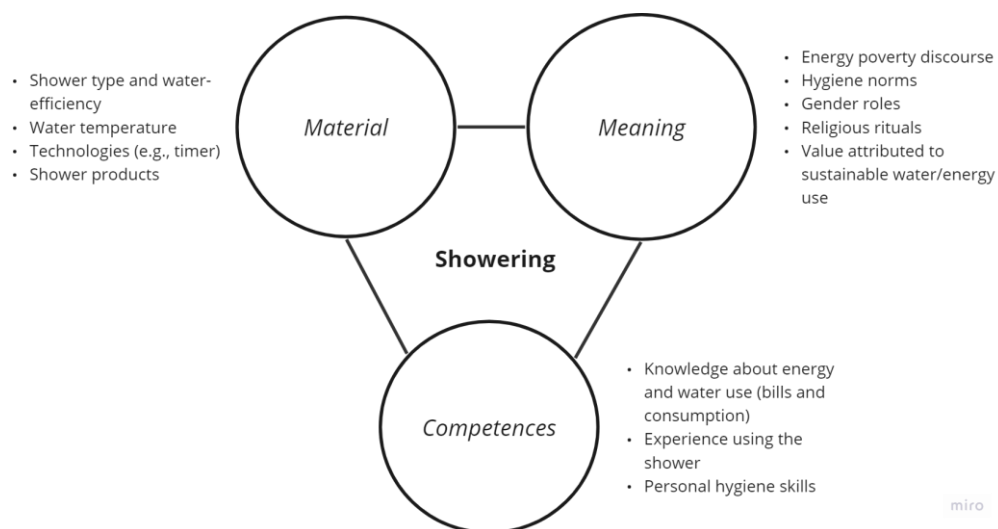 • Shower type and water-
efficiency
• Water temperature
• Technologies (e.g., timer)
• Shower products
Material
Meaning
• Energy poverty discourse
• Hygiene norms
• Gender roles
• Religious rituals
• Value attributed to
sustainable water/energy
use
Showering
Competences
• Knowledge about energy
and water use (bills and
consumption)
• Experience using the
shower
• Personal hygiene skills
miro